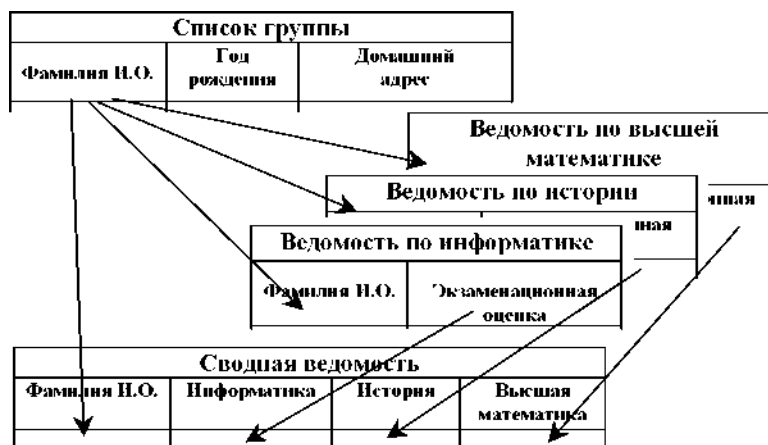 Список группы
Фамилия И.О.
Год
рождения
Домашний
адрес
Ведомость по высшей
математике
Ведомость по истории
Ведомость по информатике
Фамилия И.О.
Экзаменационная
оценка
Сводная ведомость
Фамилия И.О.
Информатика
История
Высшая
математика